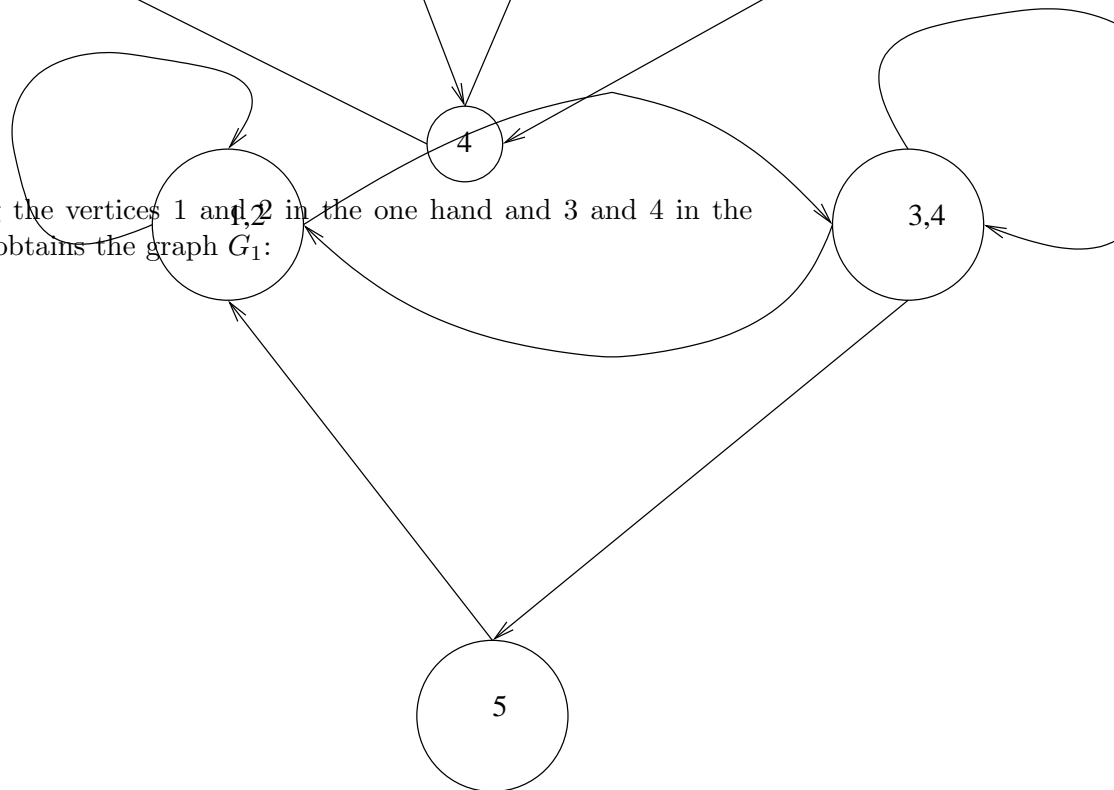 4
the vertices 1 and 2 in the one hand and 3 and 4 in the
1,2
3,4
obtains the graph G₁:
5